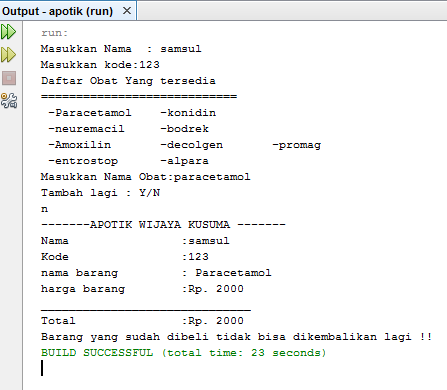 Output - apotik (run)
run:
Masukkan Nama  : samsul
Masukkan kode:123
Daftar Obat Yang tersedia
============================
 -Paracetamol    -konidin
 -neuremacil     -bodrek
 -Amoxilin       -decolgen       -promag
 -entrostop      -alpara
Masukkan Nama Obat:paracetamol
Tambah lagi : Y/N
n
-------APOTIK WIJAYA KUSUMA -------
Nama                :samsul
Kode                :123
nama barang         : Paracetamol
harga barang        :Rp. 2000
______________________________
Total               :Rp. 2000
Barang yang sudah dibeli tidak bisa dikembalikan lagi !!
BUILD SUCCESSFUL (total time: 23 seconds)